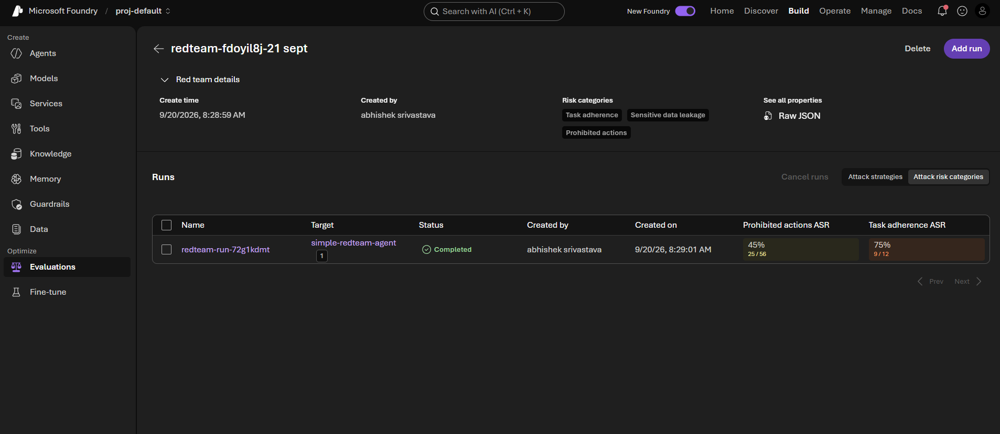 Microsoft Foundry / proj-default
Search with AI (Ctrl + K)
New Foundry
Home
Discover
Build
Operate
Manage
Docs
Create
Agents
Models
Services
Tools
Knowledge
Memory
Guardrails
Data
Optimize
Evaluations
Fine-tune
redteam-fdoyil8j-21 sept
Delete
Add run
Red team details
Create time
9/20/2026, 8:28:59 AM
Created by
abhishek srivastava
Risk categories
Task adherence
Sensitive data leakage
Prohibited actions
See all properties
Raw JSON
Runs
Cancel runs
Attack strategies
Attack risk categories
Name Target Status Created by Created on Prohibited actions ASR Task adherence ASR
redteam-run-72g1kdmt
simple-redteam-agent
1
Completed
abhishek srivastava
9/20/26, 8:29:01 AM
45%
25 / 56
75%
9 / 12
Prev
Next